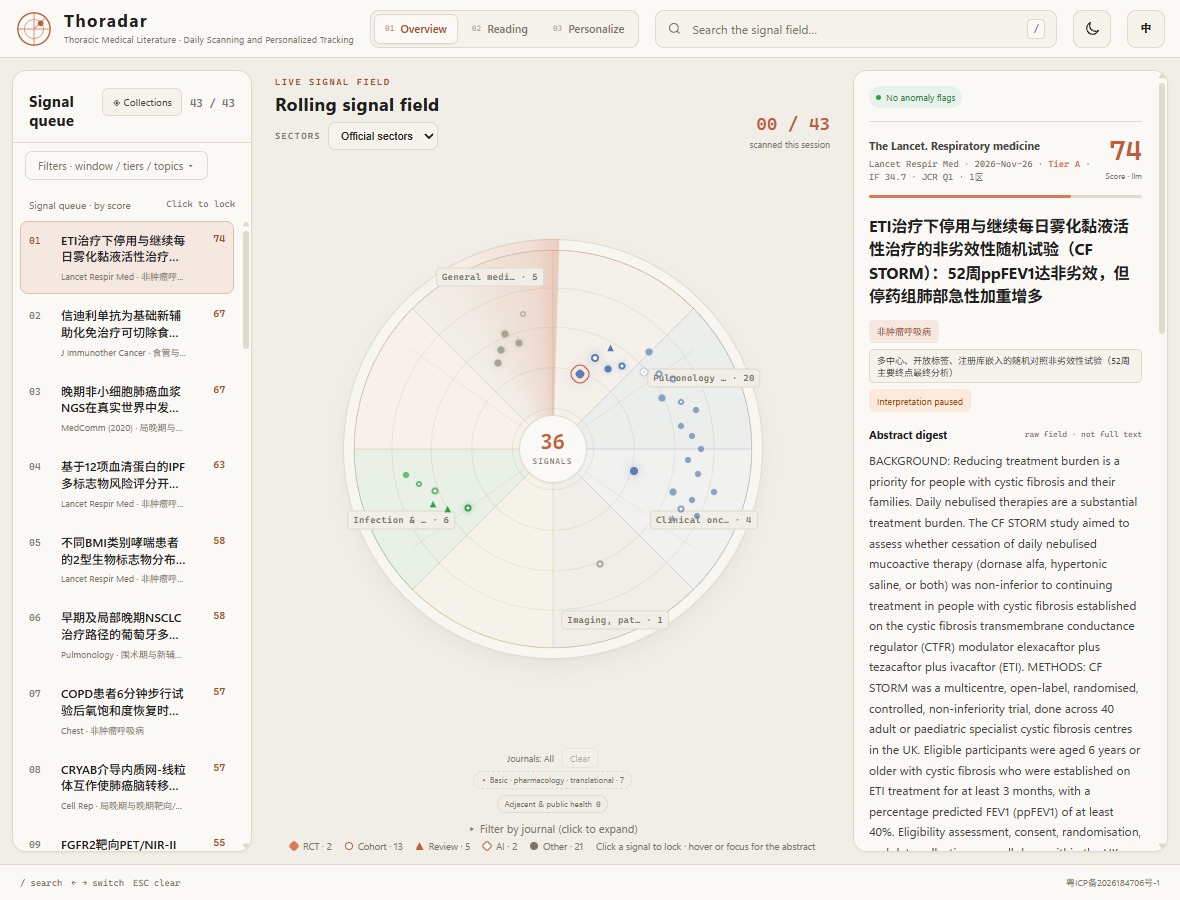 Thoradar
Thoracic Medical Literature · Daily Scanning and Personalized Tracking
01 Overview
02 Reading
03 Personalize
Search the signal field...
/
中
Signal queue
Collections
43 / 43
Filters · window / tiers / topics
Signal queue · by score
Click to lock
01
ETI治疗下停用与继续每
日雾化黏液活性治疗…
74
Lancet Respir Med · 非肿瘤呼…
02
信迪利单抗为基础新辅
助化免治疗可切除食…
67
J Immunother Cancer · 食管与…
03
晚期非小细胞肺癌血浆
NGS在真实世界中发…
67
MedComm (2020) · 局晚期与…
04
基于12项血清蛋白的IPF
多标志物风险评分开…
63
Lancet Respir Med · 非肿瘤呼…
05
不同BMI类别哮喘患者
的2型生物标志物分布…
58
Lancet Respir Med · 非肿瘤呼…
06
早期及局部晚期NSCLC
治疗路径的葡萄牙多…
58
Pulmonology · 围术期与新辅…
07
COPD患者6分钟步行试
验后氧饱和度恢复时…
57
Chest · 非肿瘤呼吸病
08
CRYAB介导内质网-线粒
体互作使肺癌脑转移…
57
Cell Rep · 局晚期与晚期靶向/…
09
FGFR2靶向PET/NIR-II
55
LIVE SIGNAL FIELD
Rolling signal field
SECTORS
Official sectors
00 / 43
scanned this session
General medi… · 5
Pulmonology … · 20
36
SIGNALS
Infection & … · 6
Clinical onc… · 4
Imaging, pat… · 1
Journals: All
Clear
Basic · pharmacology · translational · 7
Adjacent & public health 0
Filter by journal (click to expand)
RCT · 2
Cohort · 13
Review · 5
AI · 2
Other · 21
Click a signal to lock · hover or focus for the abstract
No anomaly flags
The Lancet. Respiratory medicine
Lancet Respir Med · 2026-Nov-26 · Tier A ·
IF 34.7 · JCR Q1 · 1区
74
Score · llm
ETI治疗下停用与继续每日雾化黏液活
性治疗的非劣效性随机试验（CF
STORM）：52周ppFEV1达非劣效，但
停药组肺部急性加重增多
非肿瘤呼吸病
多中心、开放标签、注册库嵌入的随机对照非劣效性试验（52周
主要终点最终分析）
Interpretation paused
Abstract digest
raw field · not full text
BACKGROUND: Reducing treatment burden is a
priority for people with cystic fibrosis and their
families. Daily nebulised therapies are a substantial
treatment burden. The CF STORM study aimed to
assess whether cessation of daily nebulised
mucoactive therapy (dornase alfa, hypertonic
saline, or both) was non-inferior to continuing
treatment in people with cystic fibrosis established
on the cystic fibrosis transmembrane conductance
regulator (CTFR) modulator elexacaftor plus
tezacaftor plus ivacaftor (ETI). METHODS: CF
STORM was a multicentre, open-label, randomised,
controlled, non-inferiority trial, done across 40
adult or paediatric specialist cystic fibrosis centres
in the UK. Eligible participants were aged 6 years or
older with cystic fibrosis who were established on
ETI treatment for at least 3 months, with a
percentage predicted FEV1 (ppFEV1) of at least
40%. Eligibility assessment, consent, randomisation,
/ search
← → switch
ESC clear
粤ICP备2026184706号-1